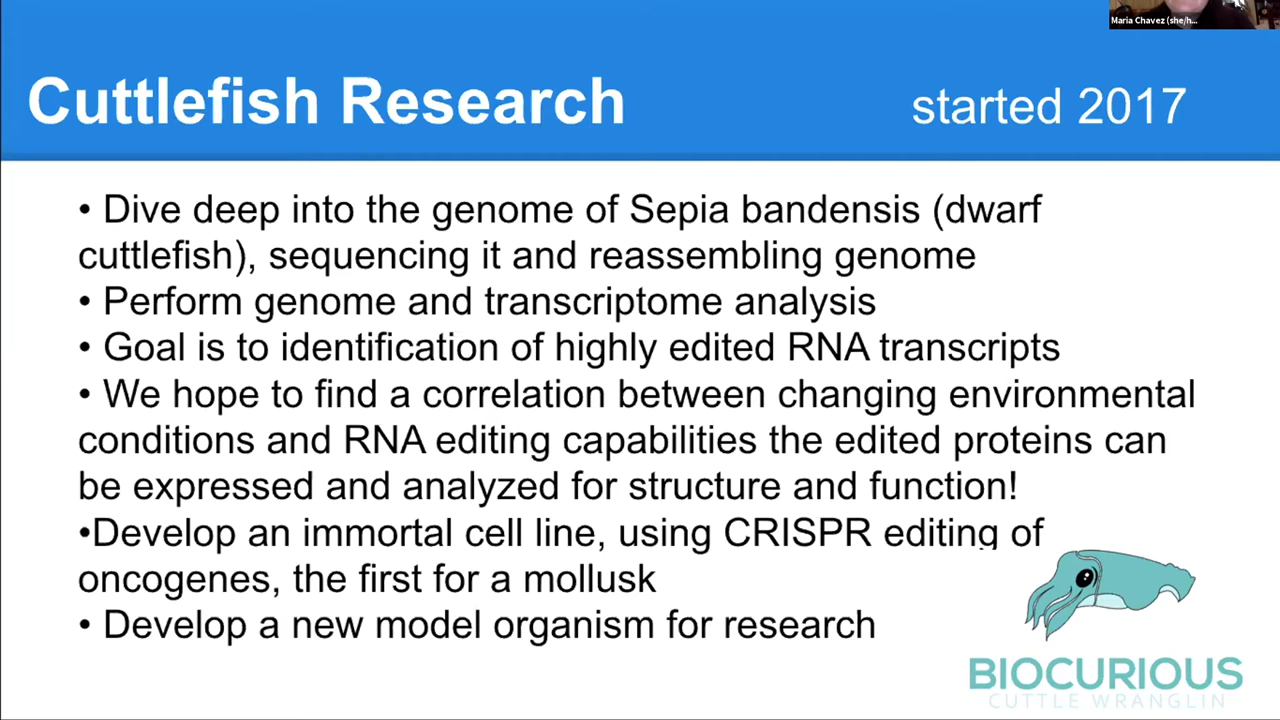 Maria Chavez (she/h...
Cuttlefish Research
started 2017
• Dive deep into the genome of Sepia bandensis (dwarf
cuttlefish), sequencing it and reassembling genome
• Perform genome and transcriptome analysis
• Goal is to identification of highly edited RNA transcripts
• We hope to find a correlation between changing environmental
conditions and RNA editing capabilities the edited proteins can
be expressed and analyzed for structure and function!
•Develop an immortal cell line, using CRISPR editing of
oncogenes, the first for a mollusk
• Develop a new model organism for research
BIOCURIOUS
CUTTLE WRANGLIN